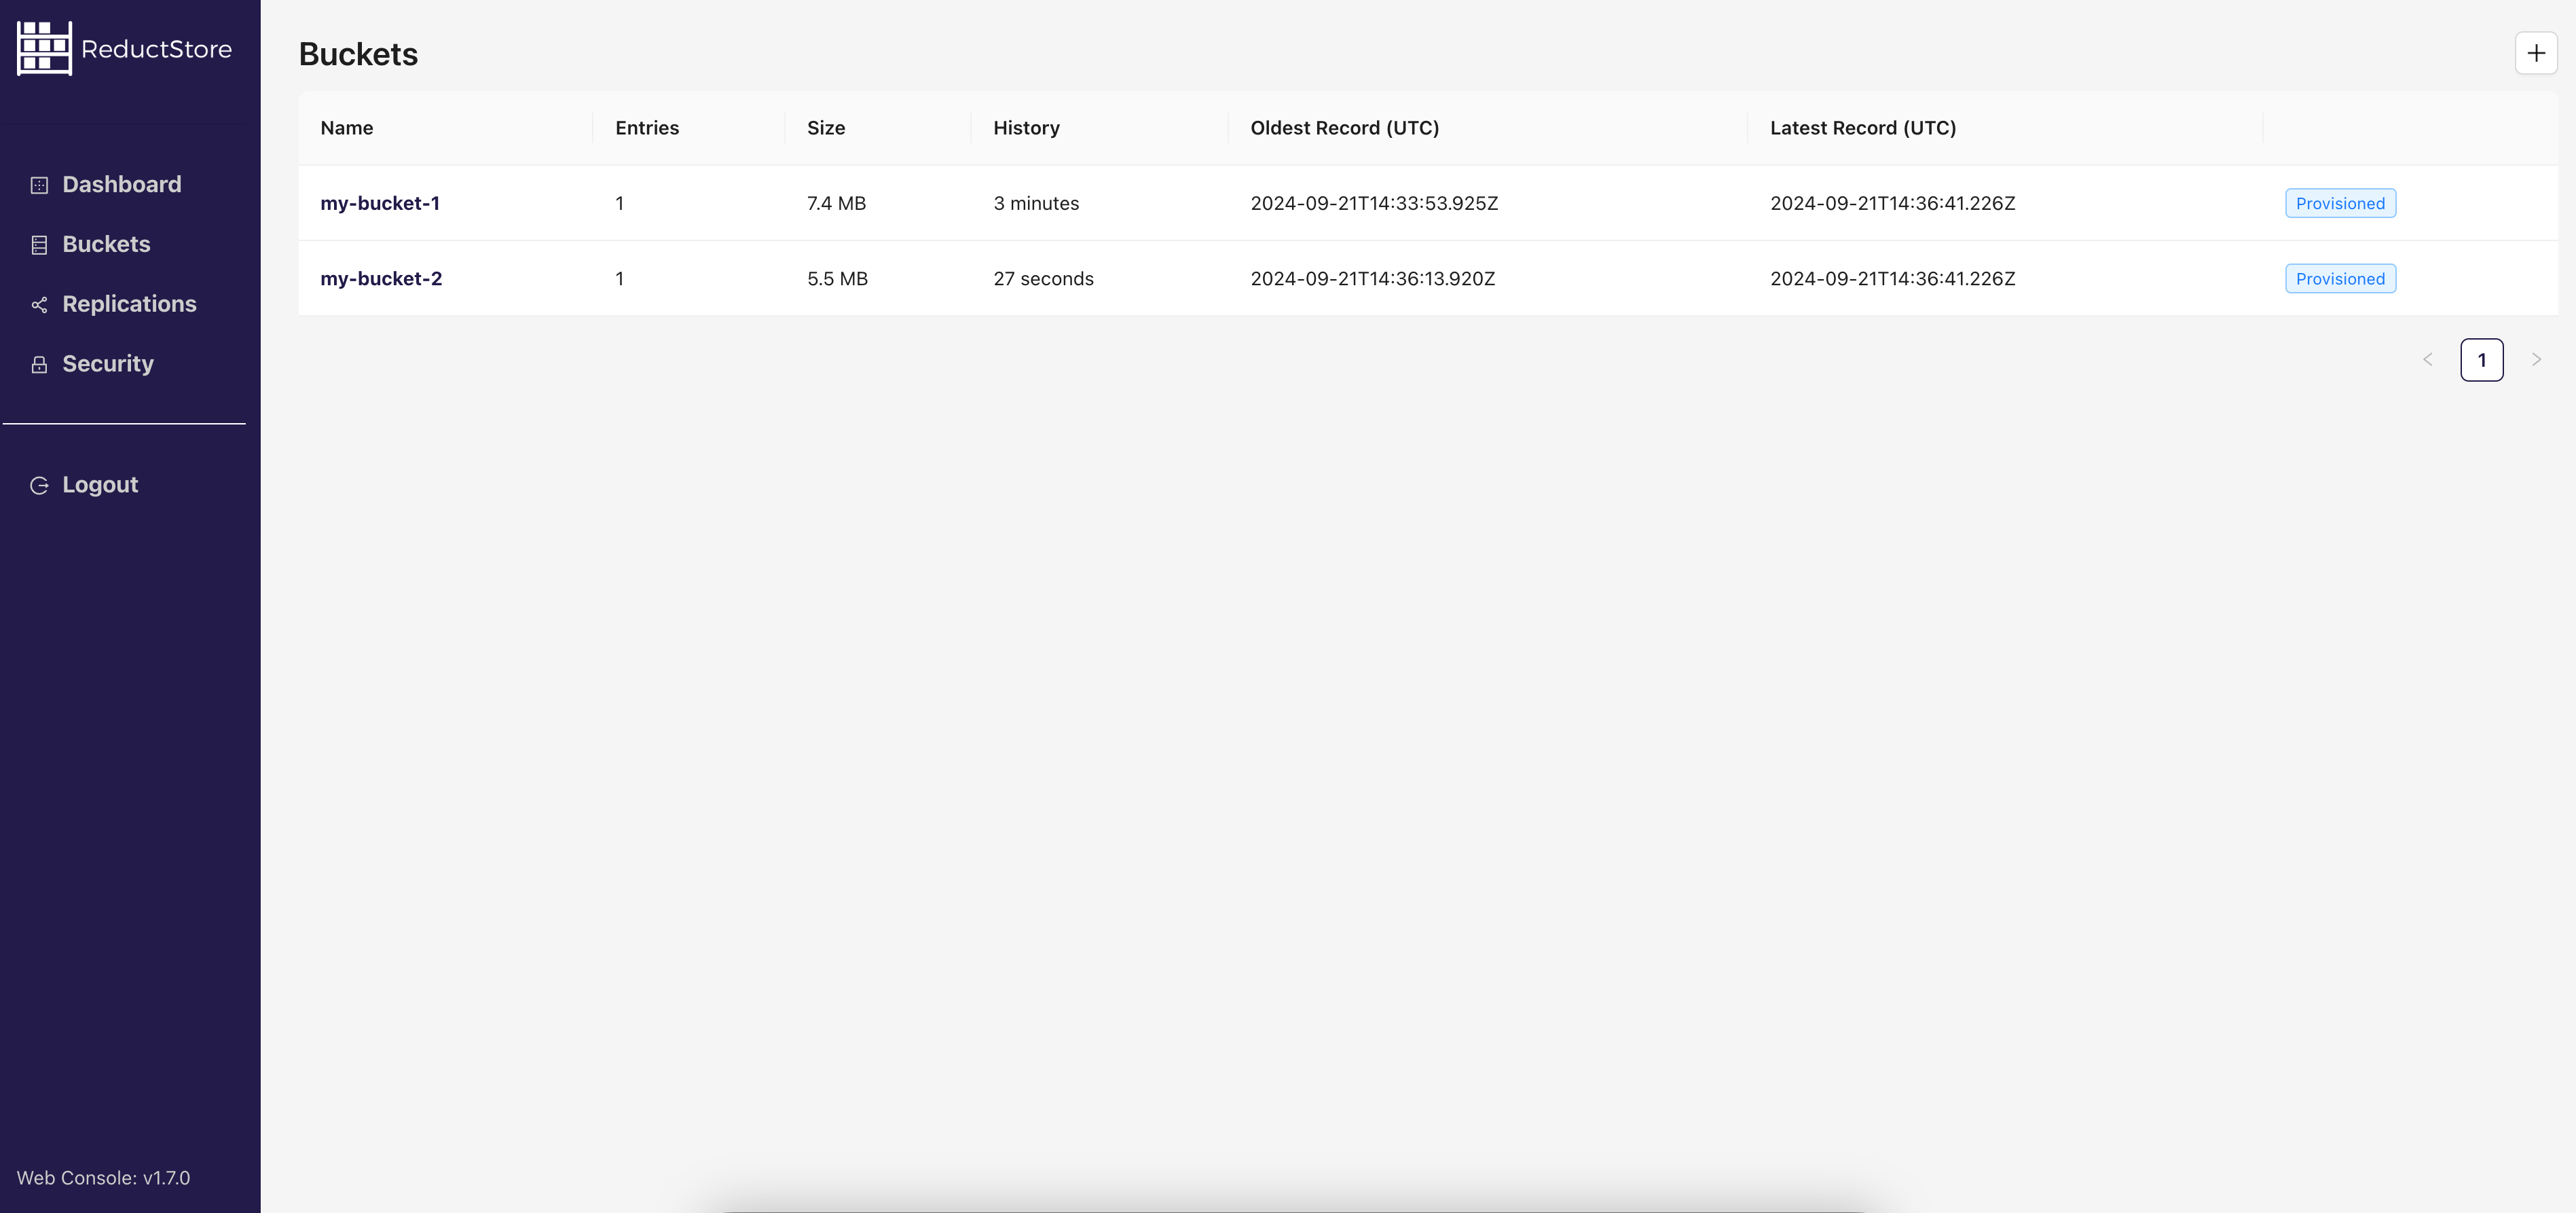 ReductStore
Dashboard
Buckets
Replications
Security
Logout
Web Console: v1.7.0
Buckets
Name Entries Size History Oldest Record (UTC) Latest Record (UTC)
my-bucket-1 1 7.4 MB 3 minutes 2024-09-21T14:33:53.925Z 2024-09-21T14:36:41.226Z Provisioned
my-bucket-2 1 5.5 MB 27 seconds 2024-09-21T14:36:13.920Z 2024-09-21T14:36:41.226Z Provisioned
1